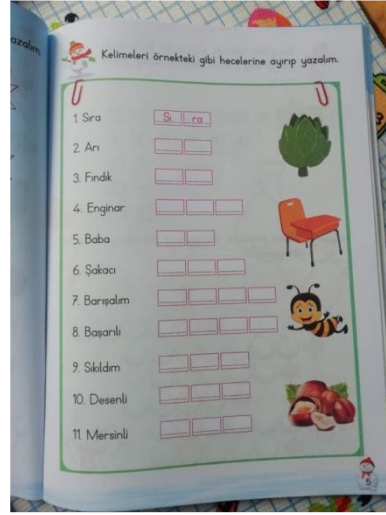 azalım.
Kelimeleri örnekteki gibi hecelerine ayırıp yazalım.
1. Sıra Sı ra
2. Arı
3. Fındık
4. Enginar
5. Baba
6. Şakacı
7. Barışalım
8. Başarılı
9. Sıkıldım
10. Desenli
11. Mersinli
5